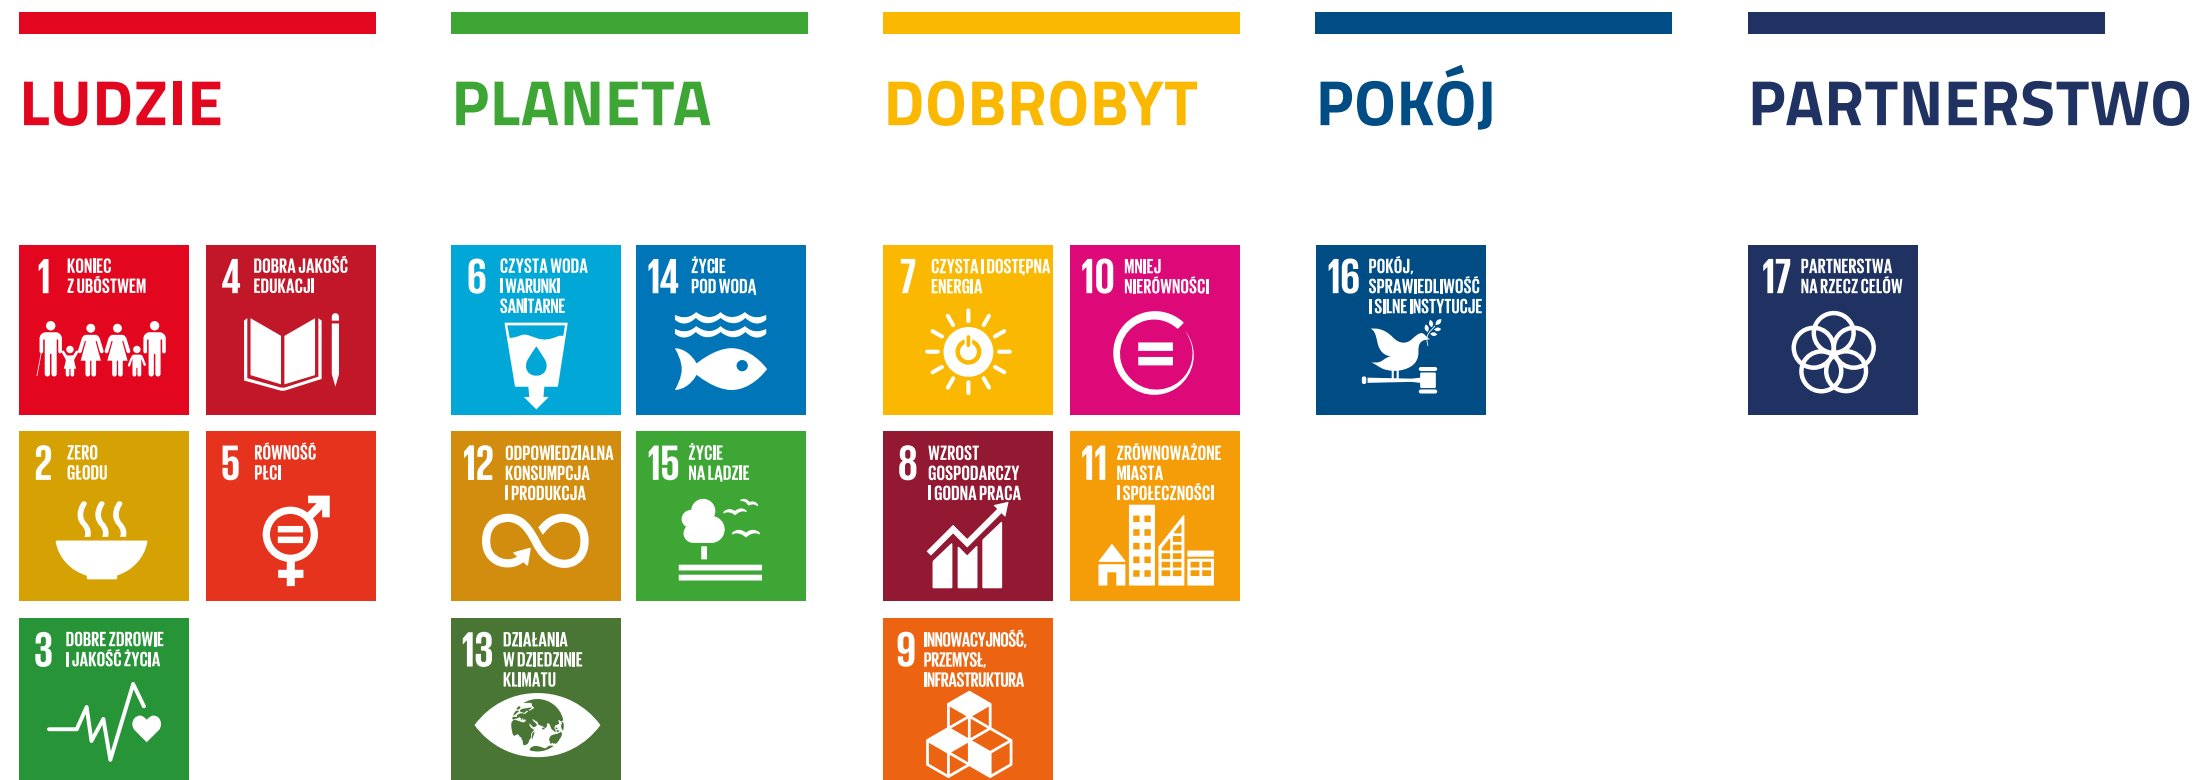 LUDZIE
1 KONIEC
Z UBÓSTWEM
4 DOBRA JAKOŚĆ
EDUKACJI
2 ZERO
GŁODU
5 RÓWNOŚĆ
PŁCI
3 DOBRE ZDROWIE
I JAKOŚĆ ŻYCIA
PLANETA
6 CZYSTA WODA
I WARUNKI
SANITARNE
14 ŻYCIE
POD WODĄ
12 ODPOWIEDZIALNA
KONSUMPCJA
I PRODUKCJA
15 ŻYCIE
NA LĄDZIE
13 DZIAŁANIA
W DZIEDZINIE
KLIMATU
DOBROBYT
7 CZYSTA I DOSTĘPNA
ENERGIA
10 MNIEJ
NIERÓWNOŚCI
8 WZROST
GOSPODARCZY
I GODNA PRACA
11 ZRÓWNOWAŻONE
MIASTA
I SPOŁECZNOŚCI
9 INNOWACYJNOŚĆ,
PRZEMYSŁ,
INFRASTRUKTURA
POKÓJ
16 POKÓJ,
SPRAWIEDLIWOŚĆ
I SILNE INSTYTUCJE
PARTNERSTWO
17 PARTNERSTWA
NA RZECZ CELÓW